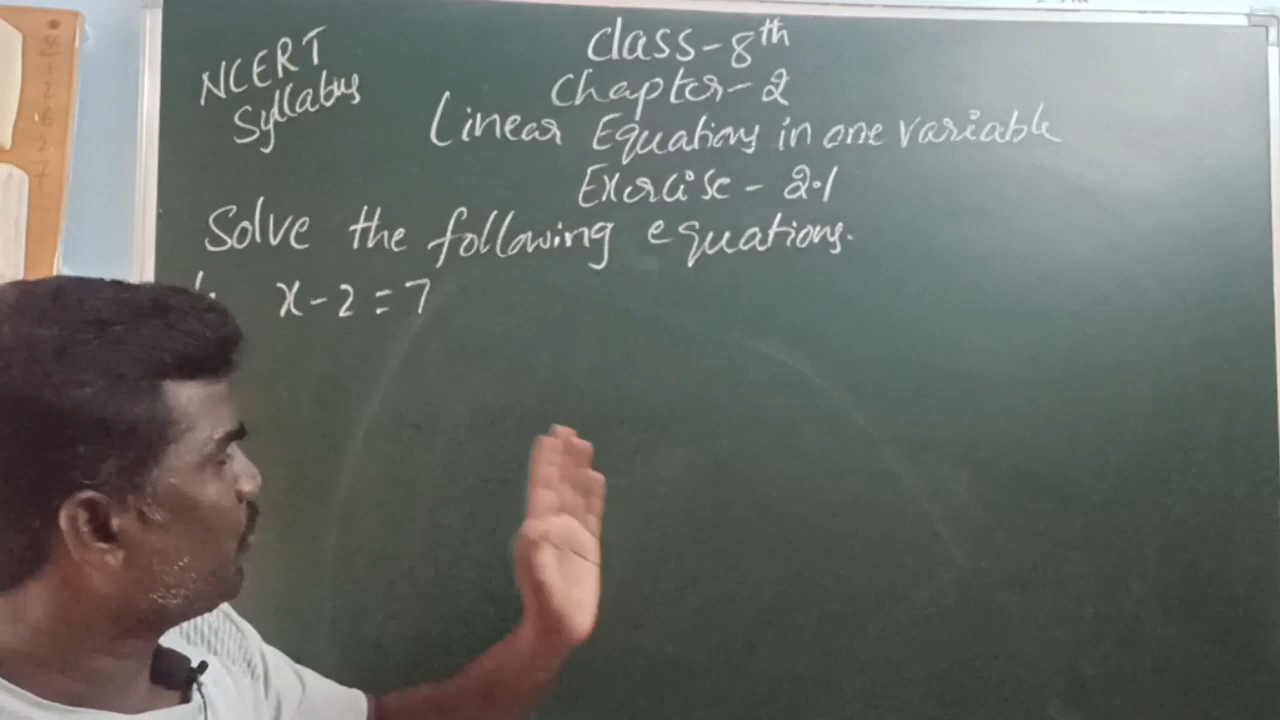 NCERT
Syllabus
Class-8th
Chapter-2
Linear Equations in one variable
Exercise - 2.1
Solve the following equations.
x-2=7